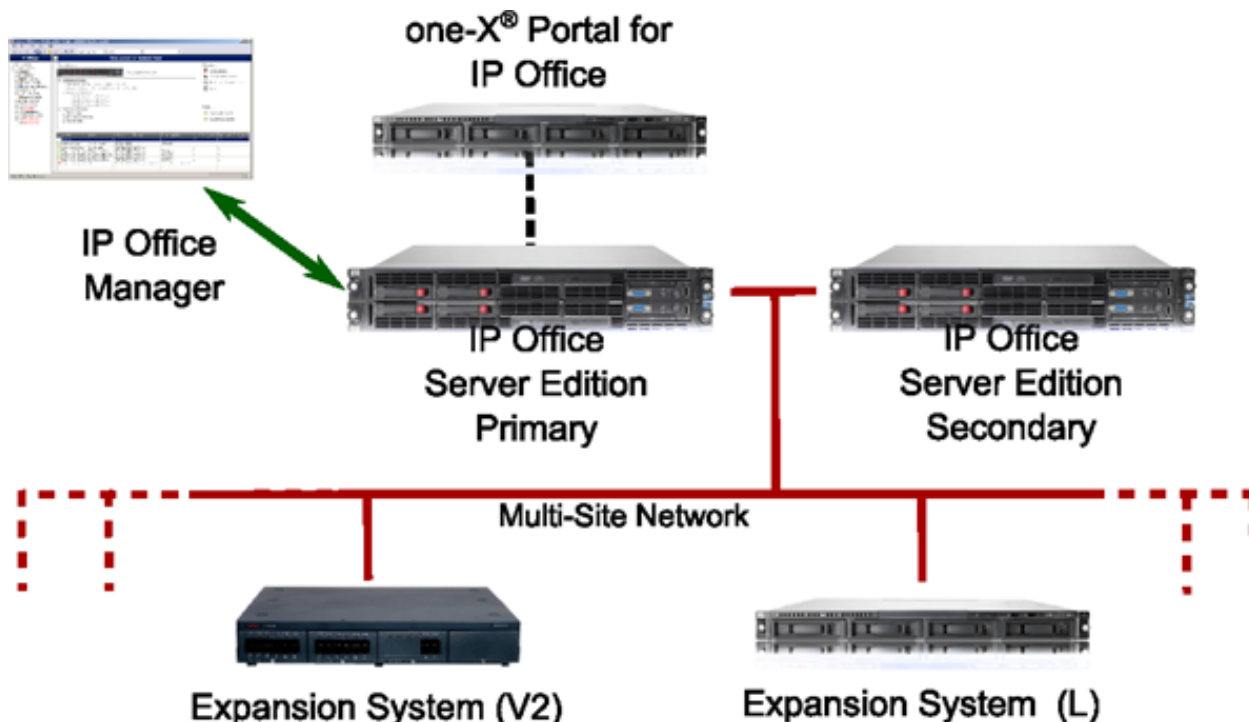 one-X® Portal for
IP Office
IP Office
Manager
IP Office
Server Edition
Primary
IP Office
Server Edition
Secondary
Multi-Site Network
Expansion System (V2)
Expansion System (L)